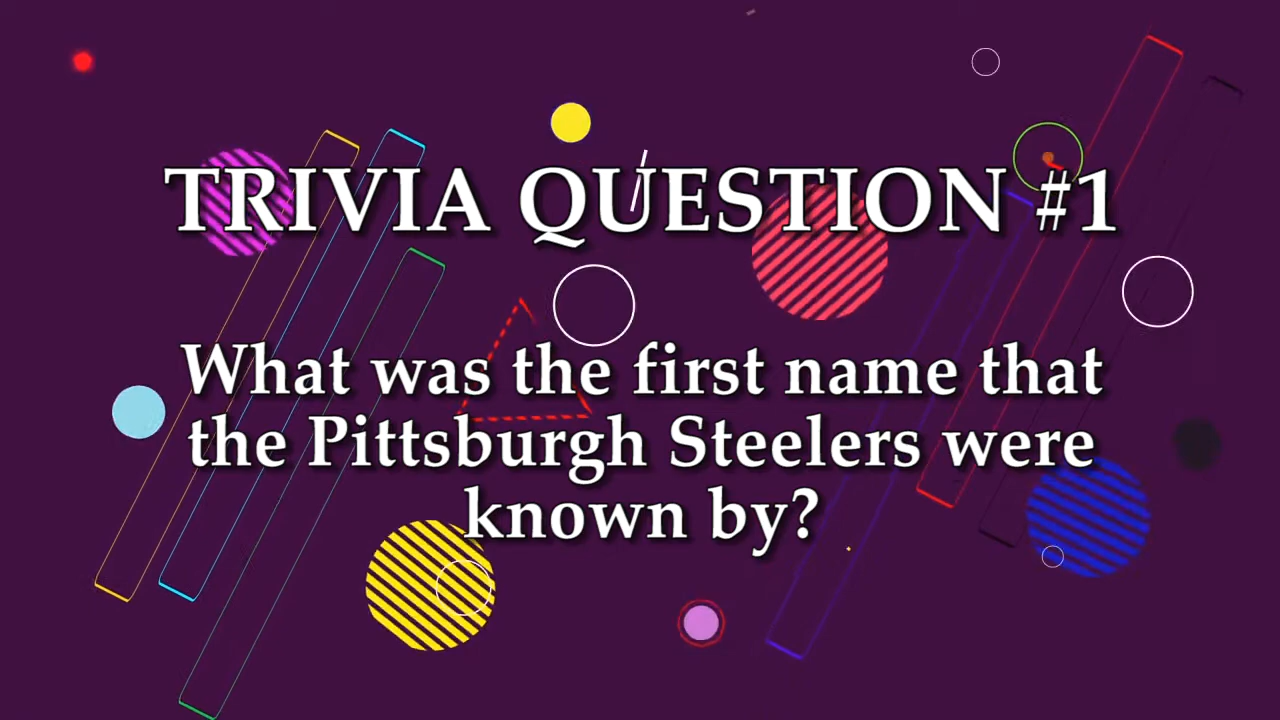 TRIVIA QUESTION #1
What was the first name that
the Pittsburgh Steelers were
known by?